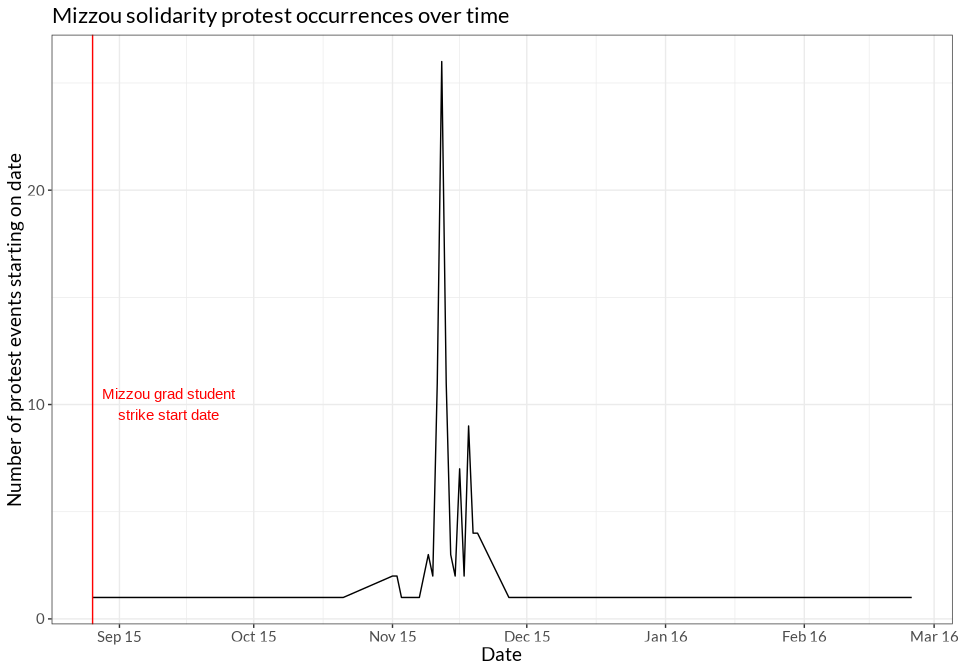 Mizzou solidarity protest occurrences over time
Number of protest events starting on date
20
10
0
Mizzou grad student
strike start date
Sep 15
Oct 15
Nov 15
Dec 15
Jan 16
Feb 16
Mar 16
Date